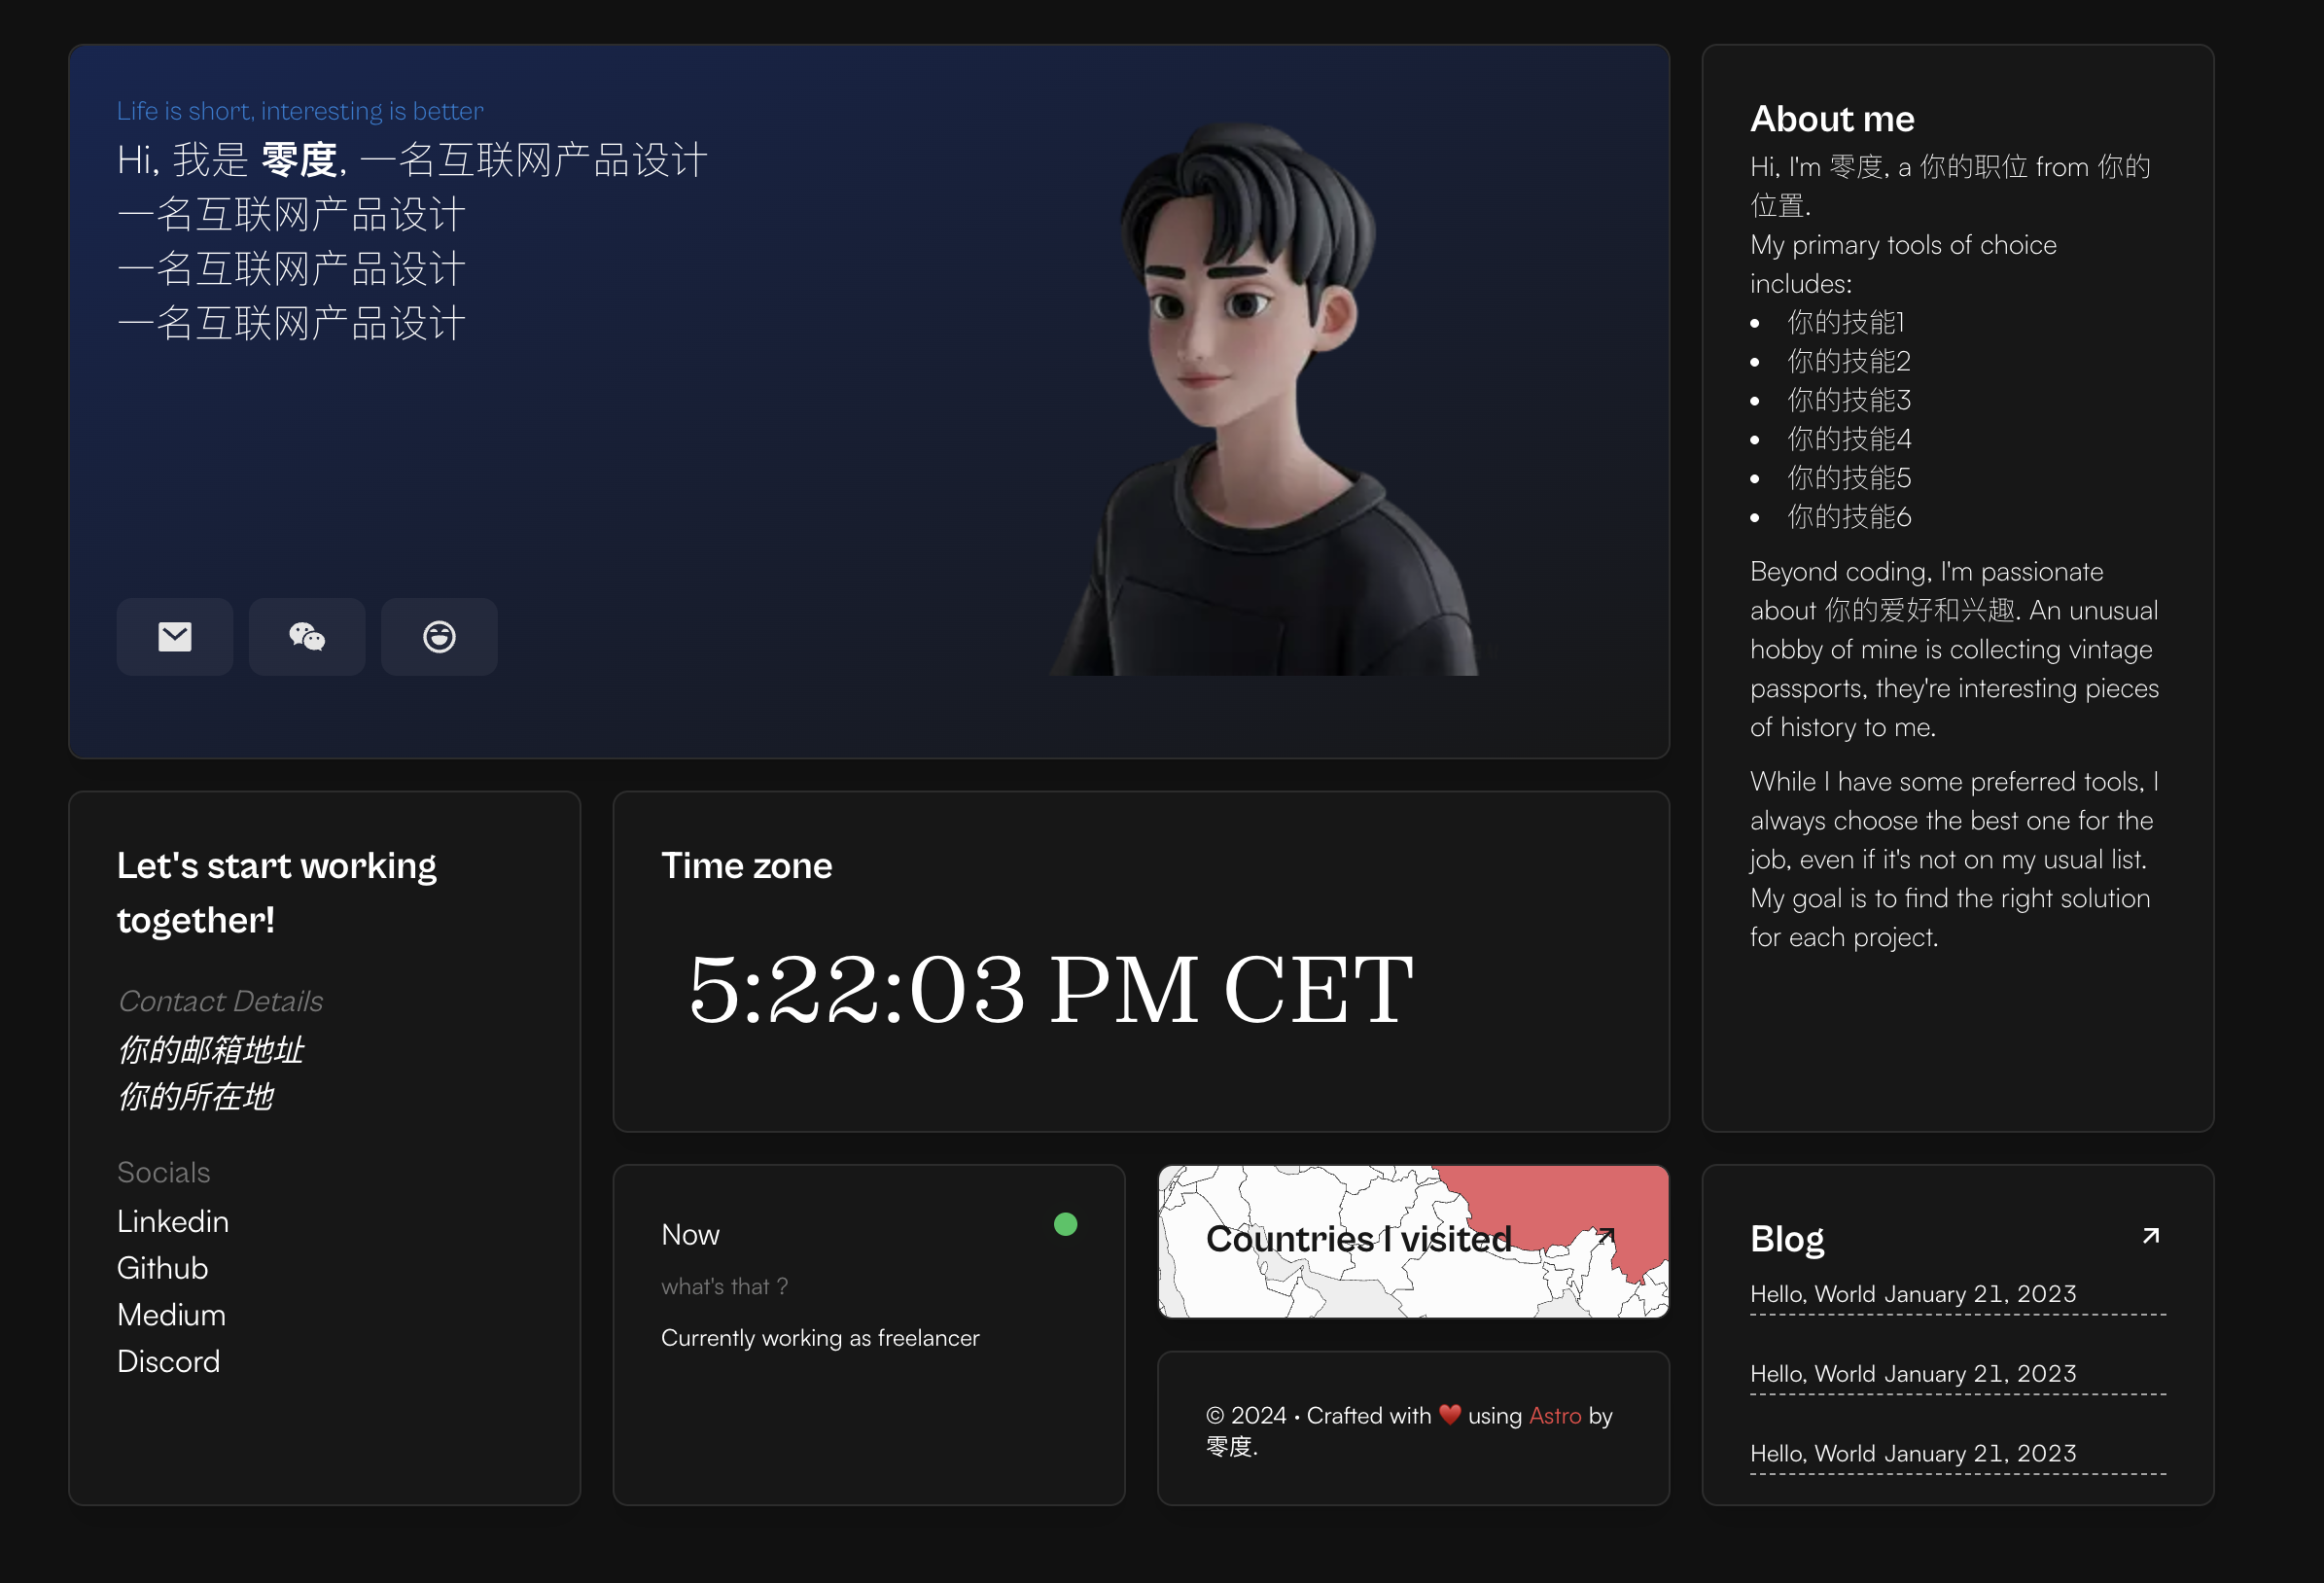 Life is short, interesting is better
Hi, 我是 零度, 一名互联网产品设计
一名互联网产品设计
一名互联网产品设计
一名互联网产品设计
About me
Hi, I'm 零度, a 你的职位 from 你的
位置.
My primary tools of choice
includes:
• 你的技能1
• 你的技能2
• 你的技能3
• 你的技能4
• 你的技能5
• 你的技能6
Beyond coding, I'm passionate
about 你的爱好和兴趣. An unusual
hobby of mine is collecting vintage
passports, they're interesting pieces
of history to me.
While I have some preferred tools, I
always choose the best one for the
job, even if it's not on my usual list.
My goal is to find the right solution
for each project.
Let's start working
together!
Contact Details
你的邮箱地址
你的所在地
Socials
Linkedin
Github
Medium
Discord
Time zone
5:22:03 PM CET
Now
what's that ?
Currently working as freelancer
Countries I visited
© 2024 • Crafted with ❤️ using Astro by
零度.
Blog
Hello, World January 21, 2023
Hello, World January 21, 2023
Hello, World January 21, 2023